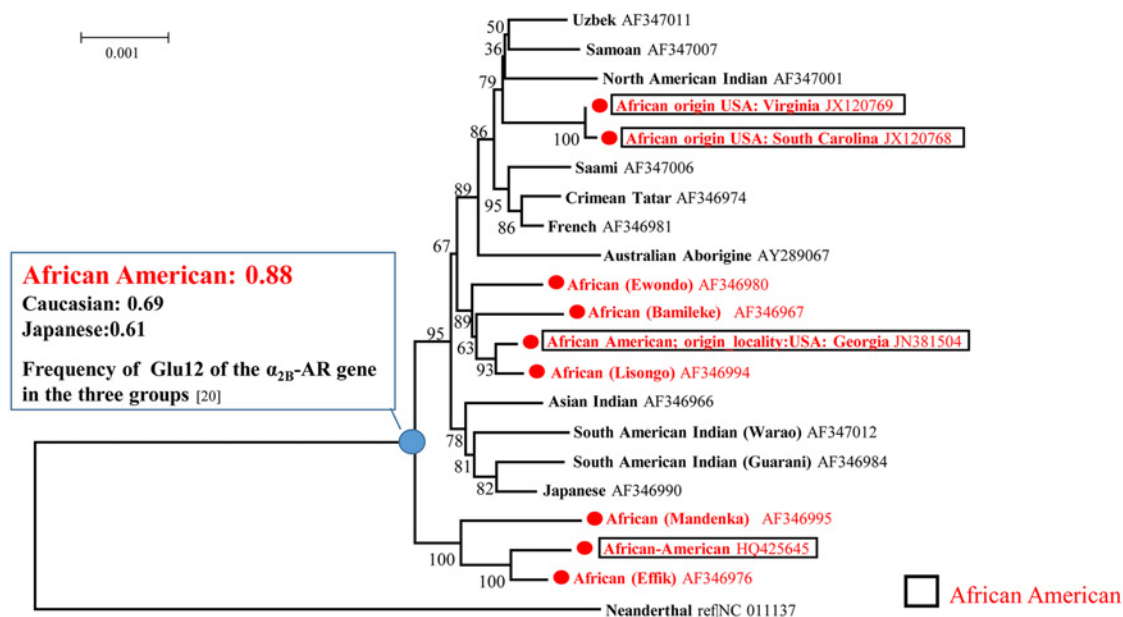 0.001
50
Uzbek AF347011
36
Samoan AF347007
79
North American Indian AF347001
African origin USA: Virginia JX120769
86
100
African origin USA: South Carolina JX120768
Saami AF347006
89
95
Crimean Tatar AF346974
86
French AF346981
67
Australian Aborigine AY289067
African American: 0.88
Caucasian: 0.69
Japanese:0.61
Frequency of Glu12 of the α2B-AR gene
in the three groups [20]
African (Ewondo) AF346980
89
African (Bamileke) AF346967
95
63
African American; origin_locality:USA: Georgia JN381504
93
African (Lisongo) AF346994
Asian Indian AF346966
78
South American Indian (Warao) AF347012
81
South American Indian (Guarani) AF346984
82
Japanese AF346990
African (Mandenka) AF346995
100
African-American HQ425645
100
African (Effik) AF346976
Neanderthal ref|NC 011137
African American